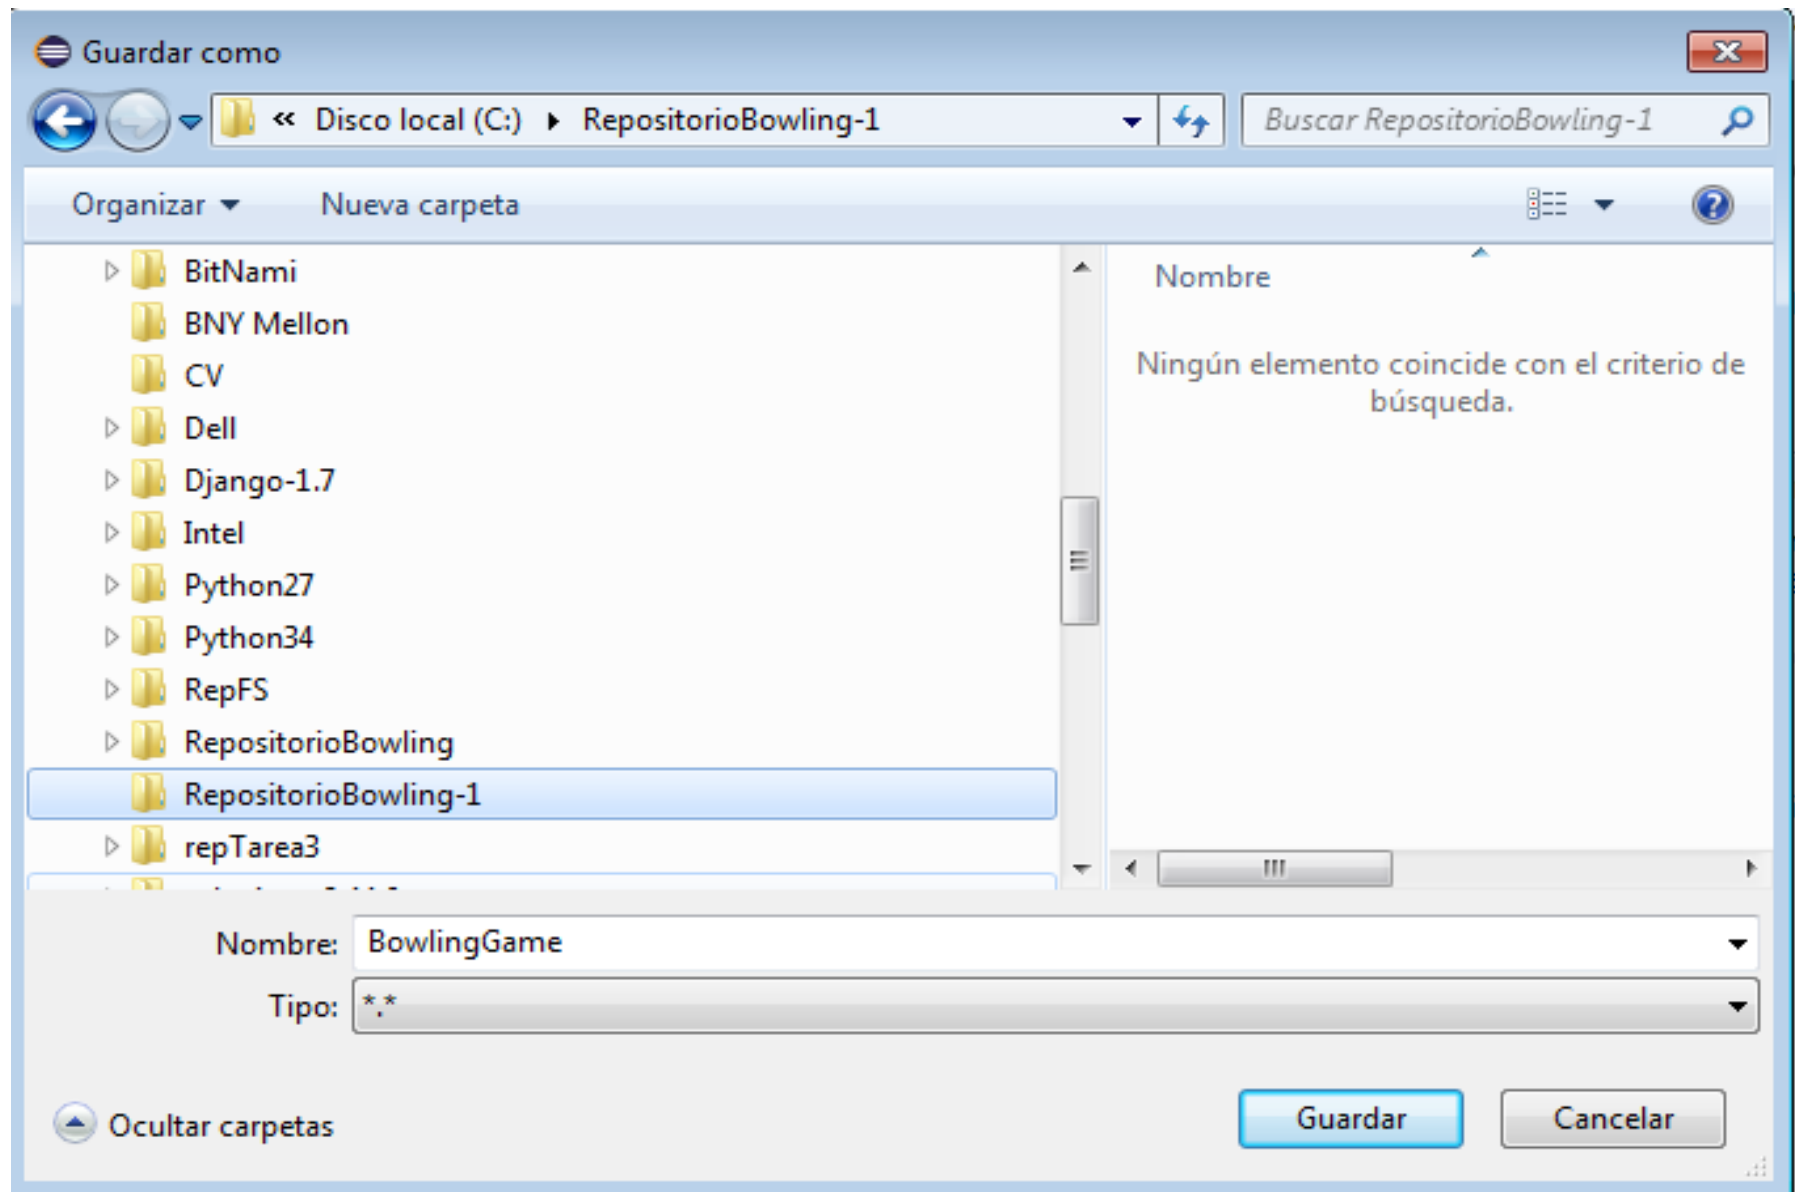 Guardar como
« Disco local (C:) RepositorioBowling-1
Buscar RepositorioBowling-1
Organizar Nueva carpeta
BitNami
BNY Mellon
CV
Dell
Django-1.7
Intel
Python27
Python34
RepFS
RepositorioBowling
RepositorioBowling-1
repTarea3
Nombre
Ningún elemento coincide con el criterio de
búsqueda.
Nombre: BowlingGame
Tipo: *.*
Ocultar carpetas
Guardar
Cancelar